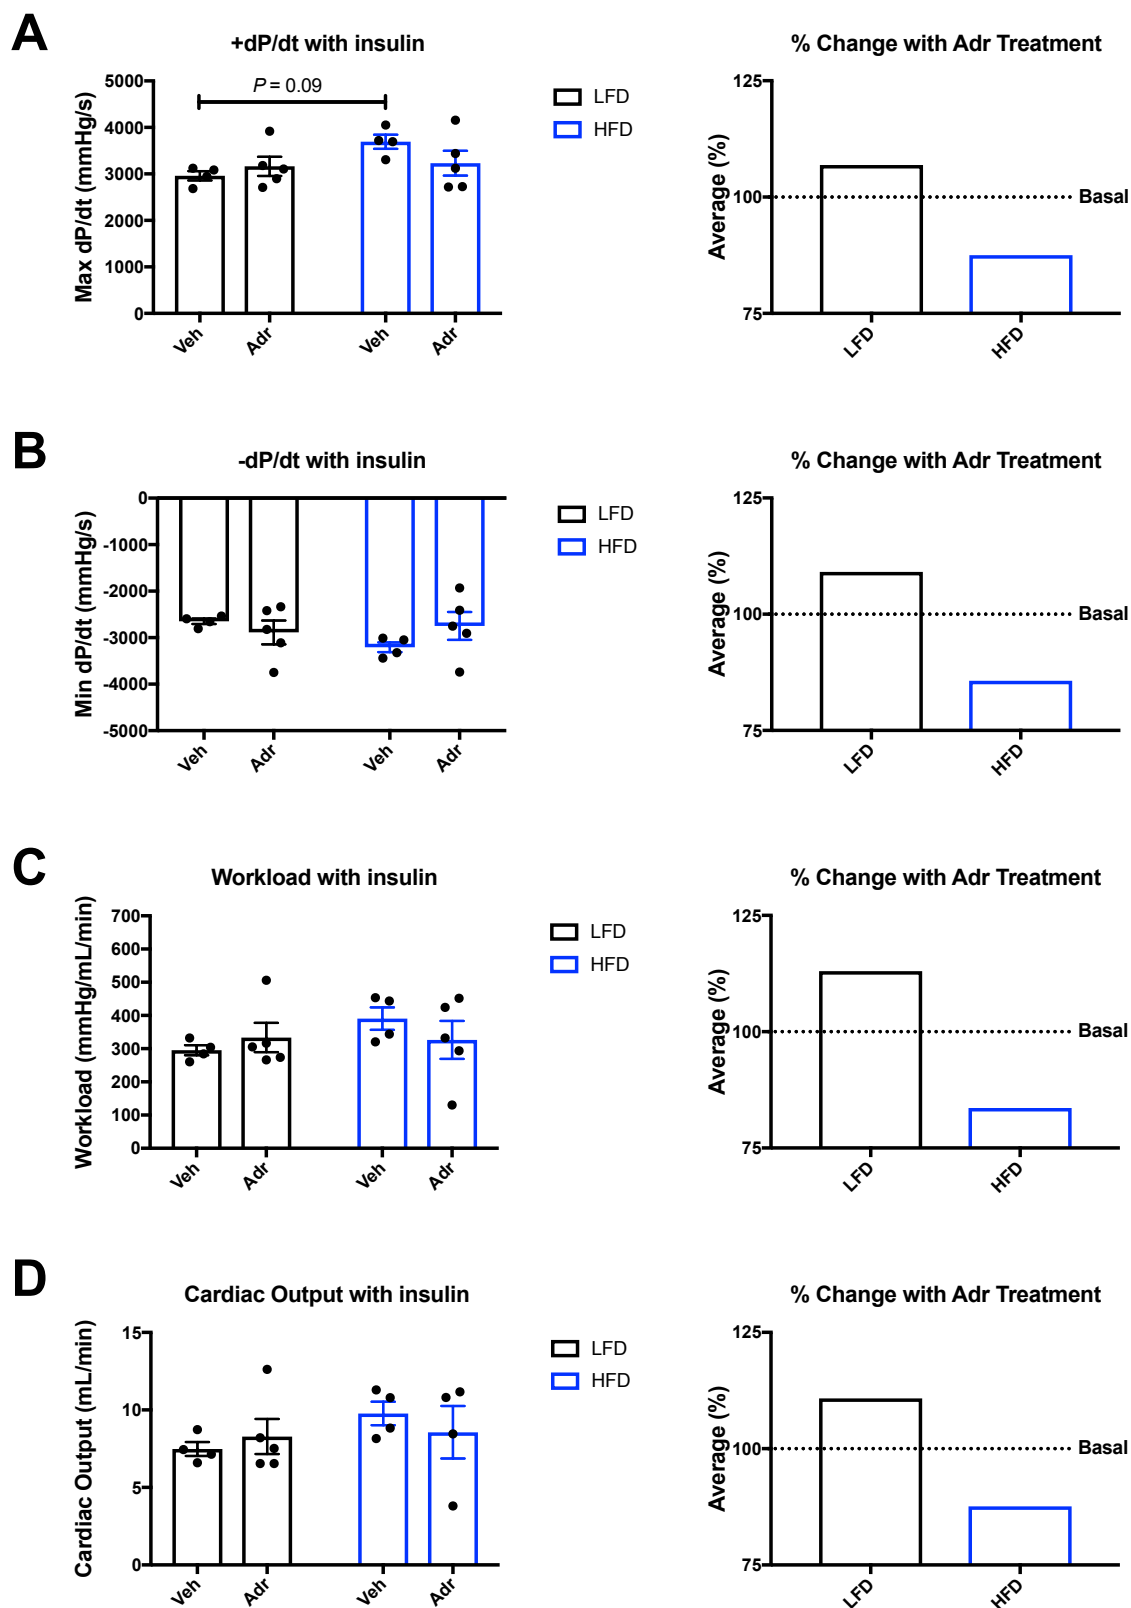 A
+dP/dt with insulin
% Change with Adr Treatment
Max dP/dt (mmHg/s)
5000
4000
3000
2000
1000
0
P = 0.09
Veh
Adr
Veh
Adr
LFD
HFD
Average (%)
125
100
75
Basal
LFD
HFD
B
-dP/dt with insulin
% Change with Adr Treatment
Min dP/dt (mmHg/s)
0
-1000
-2000
-3000
-4000
-5000
Veh
Adr
Veh
Adr
LFD
HFD
Average (%)
125
100
75
Basal
LFD
HFD
C
Workload with insulin
% Change with Adr Treatment
Workload (mmHg/mL/min)
700
600
500
400
300
200
100
0
Veh
Adr
Veh
Adr
LFD
HFD
Average (%)
125
100
75
Basal
LFD
HFD
D
Cardiac Output with insulin
% Change with Adr Treatment
Cardiac Output (mL/min)
15
10
5
0
Veh
Adr
Veh
Adr
LFD
HFD
Average (%)
125
100
75
Basal
LFD
HFD